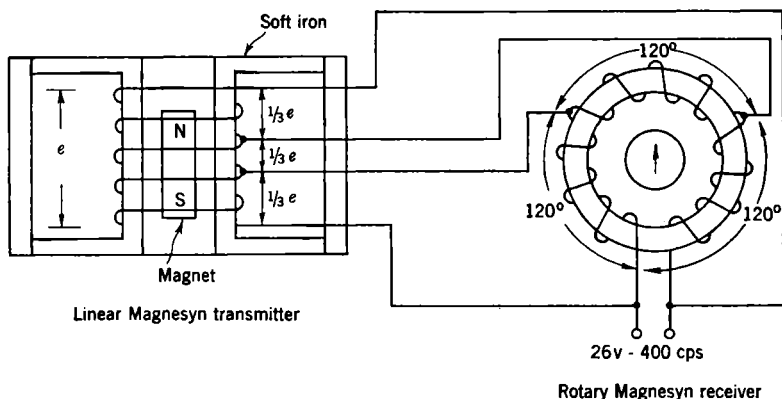 Soft iron
120°
e
⅓ e
⅓ e
⅓ e
N
S
120°
120°
Magnet
Linear Magnesyn transmitter
26v - 400 cps
Rotary Magnesyn receiver